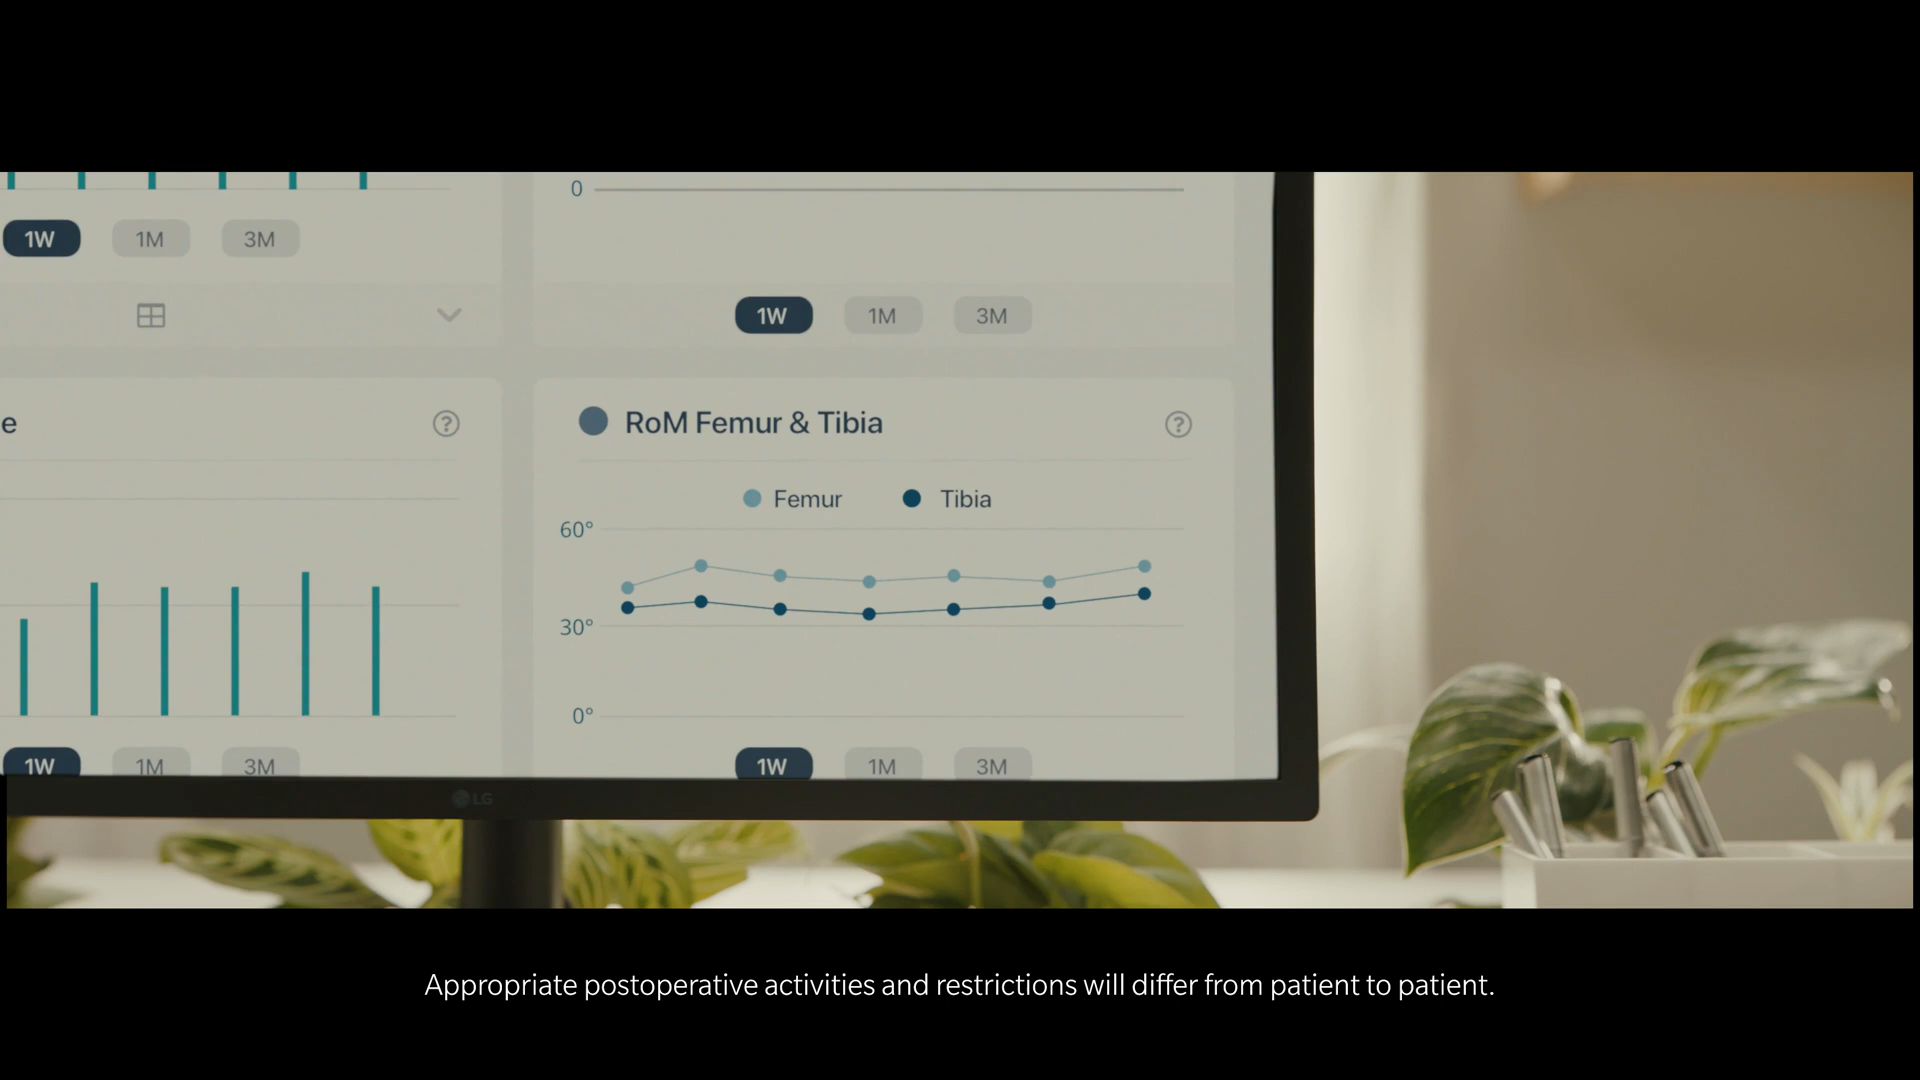 0
1W 1M 3M
1W 1M 3M
e
RoM Femur & Tibia
Femur Tibia
60°
30°
0°
1W 1M 3M
1W 1M 3M
LG
Appropriate postoperative activities and restrictions will differ from patient to patient.